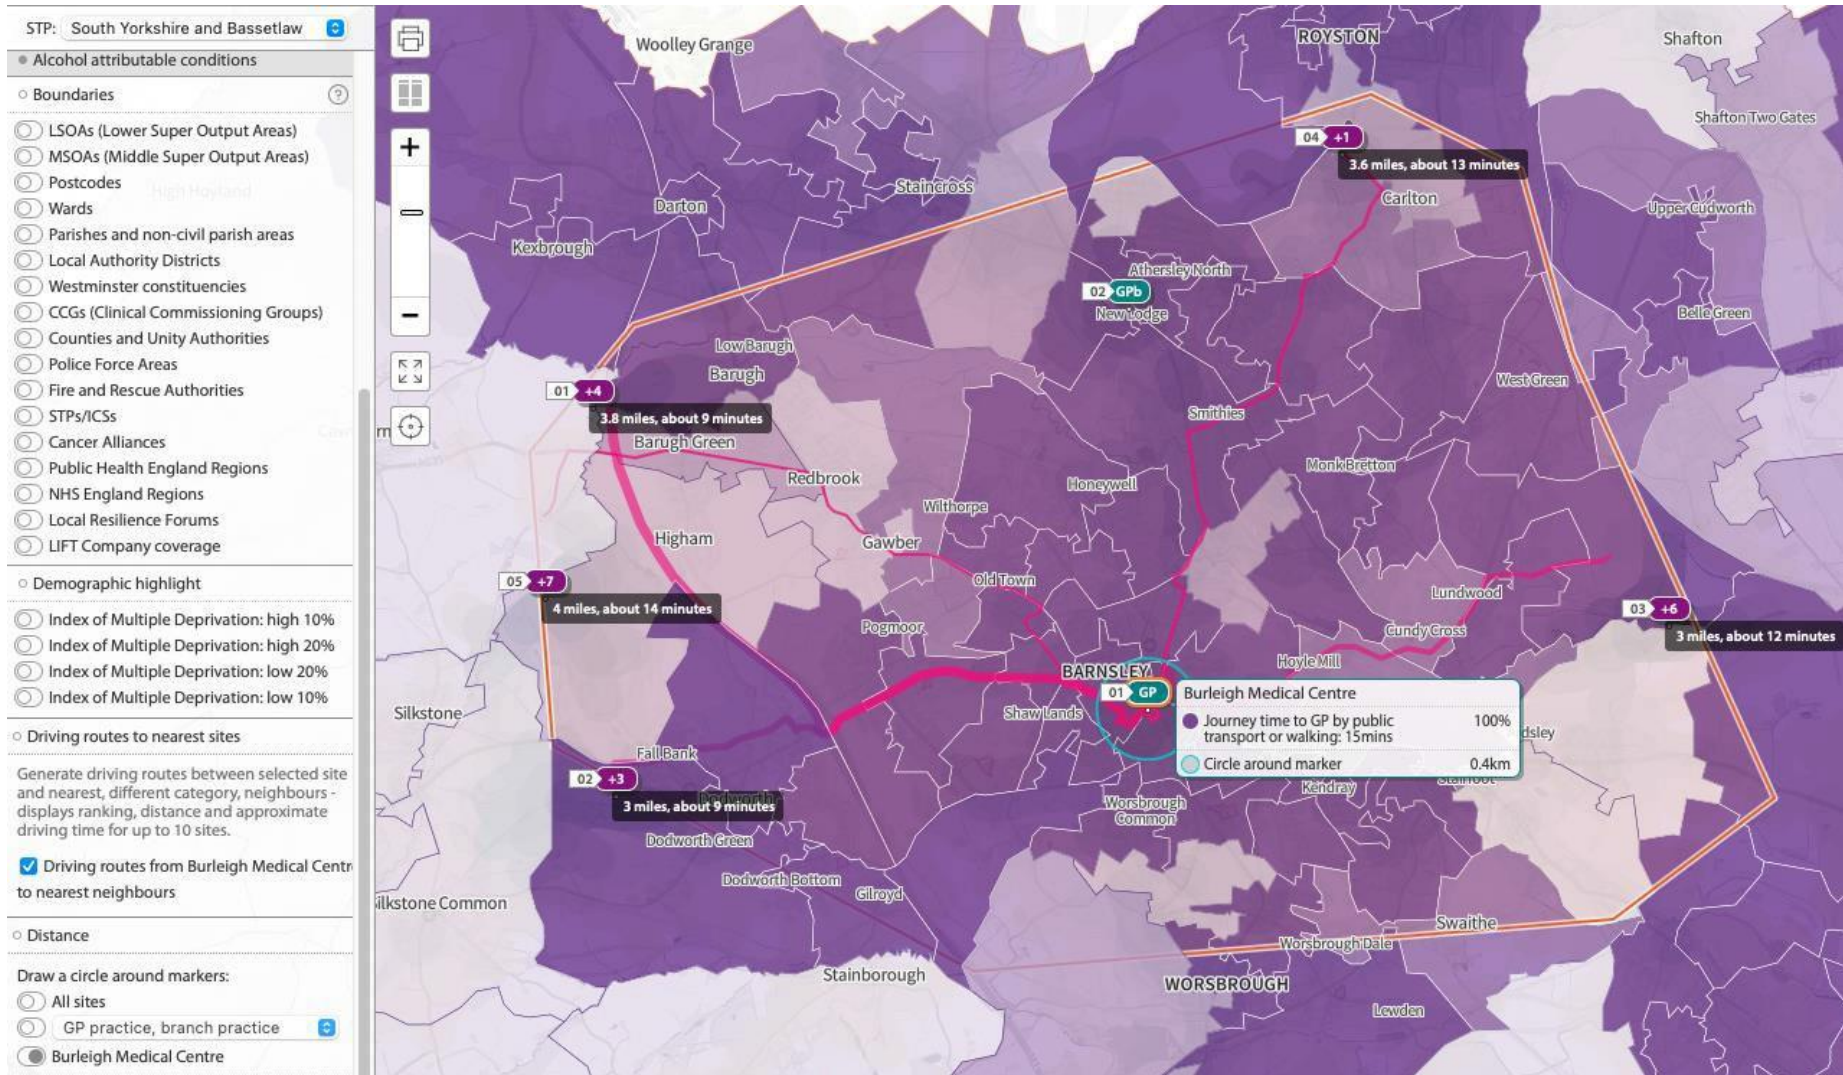 STP: South Yorkshire and Bassetlaw
Alcohol attributable conditions
Boundaries
?
LSOAs (Lower Super Output Areas)
MSOAs (Middle Super Output Areas)
Postcodes
High Hoyland
Wards
Parishes and non-civil parish areas
Local Authority Districts
Westminster constituencies
CCGs (Clinical Commissioning Groups)
Counties and Unity Authorities
Police Force Areas
Fire and Rescue Authorities
STPs/ICSs
Cancer Alliances
Public Health England Regions
NHS England Regions
Local Resilience Forums
LIFT Company coverage
Demographic highlight
Index of Multiple Deprivation: high 10%
Index of Multiple Deprivation: high 20%
Index of Multiple Deprivation: low 20%
Index of Multiple Deprivation: low 10%
Driving routes to nearest sites
Generate driving routes between selected site
and nearest, different category, neighbours -
displays ranking, distance and approximate
driving time for up to 10 sites.
Driving routes from Burleigh Medical Centr
to nearest neighbours
Distance
Draw a circle around markers:
All sites
GP practice, branch practice
Burleigh Medical Centre
+
−
Woolley Grange
ROYSTON
Shafton
Shafton Two Gates
04 +1
3.6 miles, about 13 minutes
Staincross
Carlton
Darton
Upper Cudworth
Kexbrough
Athersley North
02 GPb
New Lodge
Belle Green
Low Barugh
Barugh
West Green
01 +4
3.8 miles, about 9 minutes
Smithies
Barugh Green
Monk Bretton
Redbrook
Honeywell
Wilthorpe
Higham
Gawber
05 +7
4 miles, about 14 minutes
Old Town
Lundwood
03 +6
3 miles, about 12 minutes
Pogmoor
Cundy Cross
Hoyle Mill
BARNSLEY
01 GP
Burleigh Medical Centre
Journey time to GP by public
transport or walking: 15mins
100%
Circle around marker
0.4km
Silkstone
Shaw Lands
dsley
Fall Bank
02 +3
3 miles, about 9 minutes
Dodworth
Stairfoot
Kendray
Worsbrough
Common
Dodworth Green
Dodworth Bottom
Gilroyd
ilkstone Common
Swaithe
Worsbrough Dale
Stainborough
WORSBROUGH
Lewden